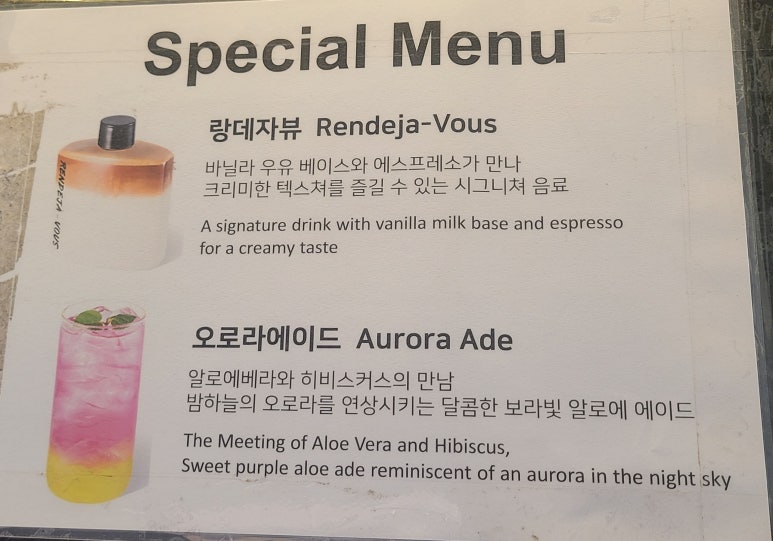 Special Menu
랑데자뷰 Rendeja-Vous
RENDEJA-VOUS
바닐라 우유 베이스와 에스프레소가 만나
크리미한 텍스쳐를 즐길 수 있는 시그니쳐 음료
A signature drink with vanilla milk base and espresso
for a creamy taste
오로라에이드 Aurora Ade
알로에베라와 히비스커스의 만남
밤하늘의 오로라를 연상시키는 달콤한 보라빛 알로에 에이드
The Meeting of Aloe Vera and Hibiscus,
Sweet purple aloe ade reminiscent of an aurora in the night sky